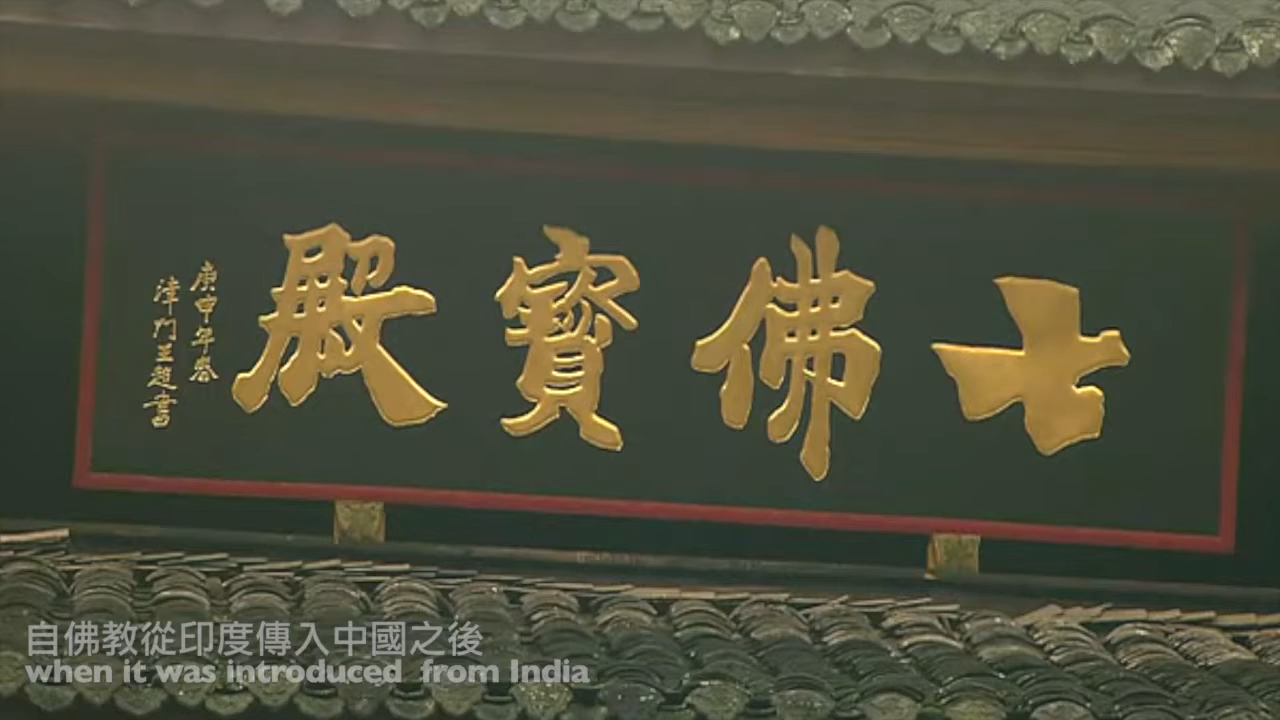 七佛寶殿
庚申年春
津門王趙書
自佛教從印度傳入中國之後
when it was introduced from India